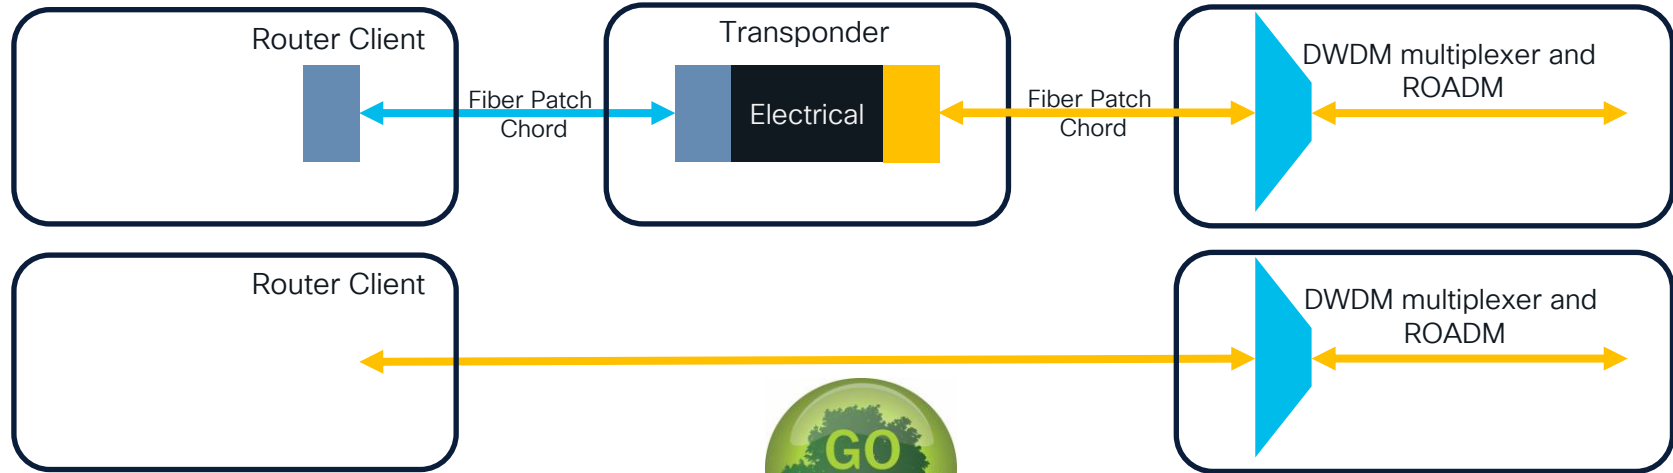 Router Client
Transponder
DWDM multiplexer and
ROADM
Fiber Patch
Chord
Electrical
Fiber Patch
Chord
Router Client
DWDM multiplexer and
ROADM
GO